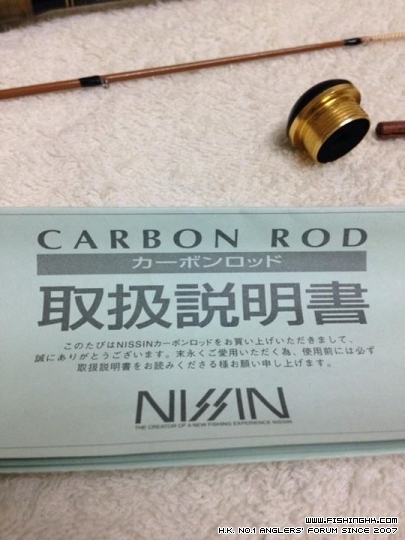 CARBON ROD
カーボンロッド
取扱説明書
このたびはNISSINカーボンロッドをお買い上げいただきまして、
誠にありがとうございます。末永くご愛用いただく為、使用前には必ず
取扱説明書をお読みくださる様お願い申し上げます。
NISSIN
THE CREATOR OF A NEW FISHING EXPERIENCE NISSIN
WWW.FISHINGHK.COM
H.K. NO.1 ANGLERS' FORUM SINCE 2007